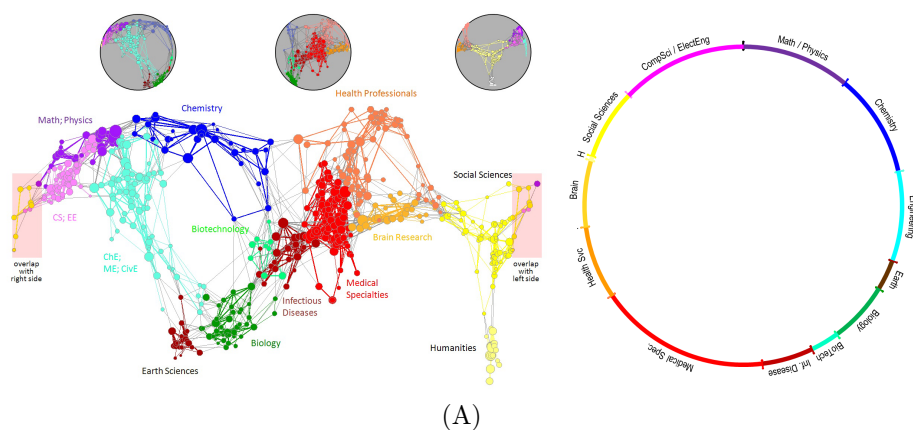 Health Professionals
Chemistry
Math; Physics
Social Sciences
CS; EE
Biotechnology
Brain Research
overlap
with
right side
overlap
with
left side
ChE;
ME; CivE
Infectious
Diseases
Medical
Specialties
Biology
Humanities
Earth Sciences
CompSci / ElectEng
Math / Physics
Chemistry
Engineering
Earth
Biology
BioTech
Inf. Disease
Medical Spec
Health Svc
Brain
H
Social Sciences
(A)